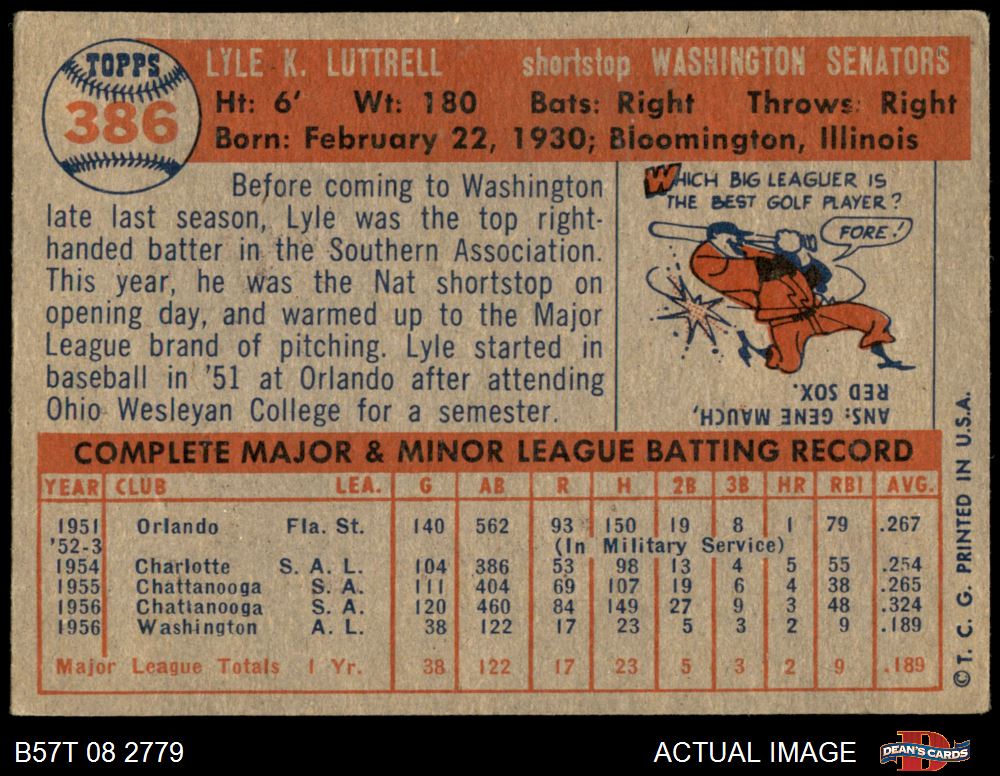 TOPPS
386
LYLE K. LUTTRELL shortstop WASHINGTON SENATORS
Ht: 6' Wt: 180 Bats: Right Throws: Right
Born: February 22, 1930; Bloomington, Illinois
Before coming to Washington
late last season, Lyle was the top right-
handed batter in the Southern Association.
This year, he was the Nat shortstop on
opening day, and warmed up to the Major
League brand of pitching. Lyle started in
baseball in '51 at Orlando after attending
Ohio Wesleyan College for a semester.
WHICH BIG LEAGUER IS
THE BEST GOLF PLAYER?
FORE!
ANS: GENE MAUCH,
RED SOX.
COMPLETE MAJOR & MINOR LEAGUE BATTING RECORD
YEAR CLUB LEA. G AB R H 2B 3B HR RBI AVG.
1951 Orlando Fla. St. 140 562 93 150 19 8 1 79 .267
'52-3 (In Military Service)
1954 Charlotte S. A. L. 104 386 53 98 13 4 5 55 .254
1955 Chattanooga S. A. 111 404 69 107 19 6 4 38 .265
1956 Chattanooga S. A. 120 460 84 149 27 9 3 48 .324
1956 Washington A. L. 38 122 17 23 5 3 2 9 .189
Major League Totals 1 Yr. 38 122 17 23 5 3 2 9 .189
© T. C. G. PRINTED IN U.S.A.
B57T 08 2779 ACTUAL IMAGE
D
DEAN'S CARDS